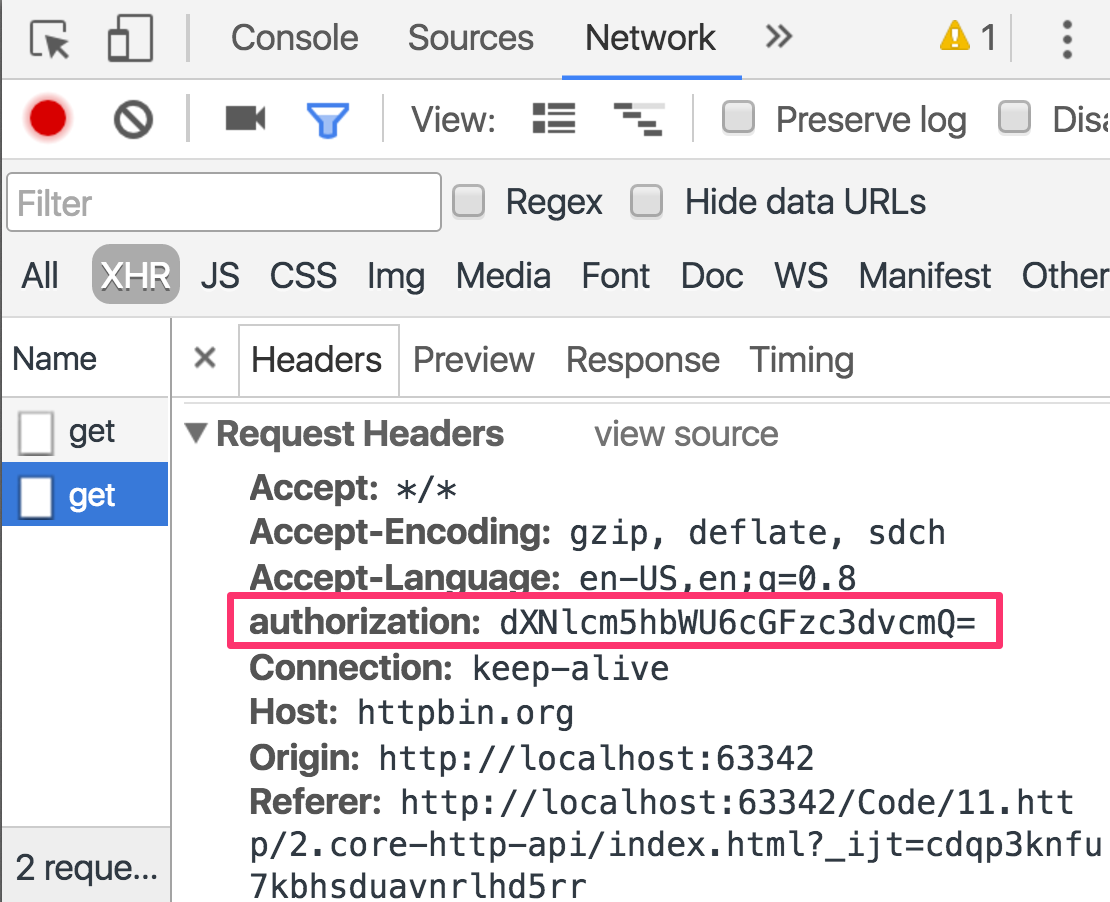 Console Sources Network 1
View: Preserve log
Filter Regex Hide data URLs
All XHR JS CSS Img Media Font Doc WS Manifest Other
Name Headers Preview Response Timing
get
get
Request Headers view source
Accept: */*
Accept-Encoding: gzip, deflate, sdch
Accept-Language: en-US,en;q=0.8
authorization: dXNlcm5hbWU6cGFzc3dvcmQ=
Connection: keep-alive
Host: httpbin.org
Origin: http://localhost:63342
Referer: http://localhost:63342/Code/11.htt
p/2.core-http-api/index.html?_ijt=cdqp3knfu
7kbhsduavnrlhd5rr
2 reque...